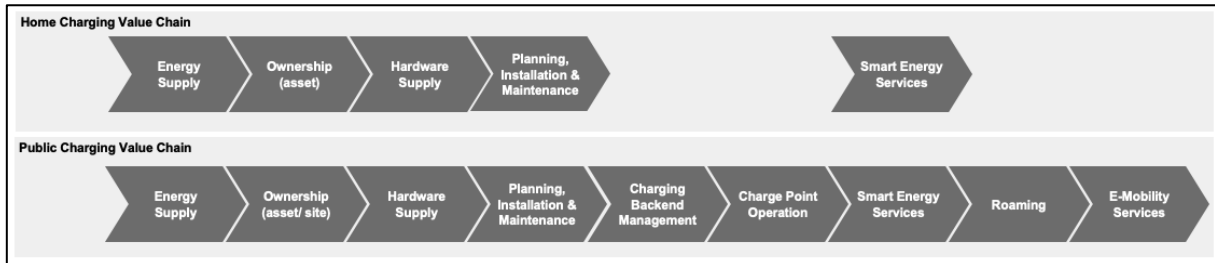 Home Charging Value Chain
Energy
Supply
Ownership
(asset)
Hardware
Supply
Planning,
Installation &
Maintenance
Smart Energy
Services
Public Charging Value Chain
Energy
Supply
Ownership
(asset/ site)
Hardware
Supply
Planning,
Installation &
Maintenance
Charging
Backend
Management
Charge Point
Operation
Smart Energy
Services
Roaming
E-Mobility
Services